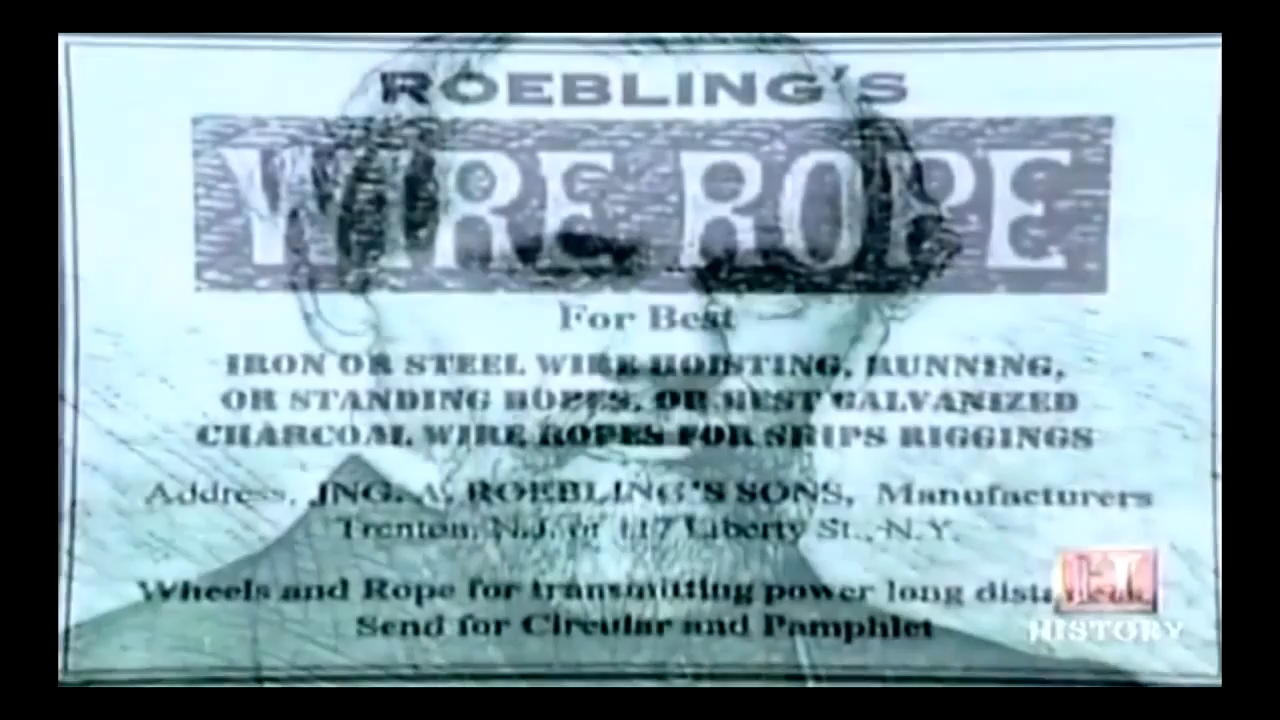 ROEBLING'S
WIRE ROPE
For Best
IRON OR STEEL WIRE HOISTING, RUNNING,
OR STANDING ROPES, OR BEST GALVANIZED
CHARCOAL WIRE ROPES FOR SHIPS RIGGINGS
Address, JNO. A. ROEBLING'S SONS, Manufacturers
Trenton, N.J. or 117 Liberty St., N.Y.
Wheels and Rope for transmitting power long
Send for Circular and Pamphlet
H
HISTORY